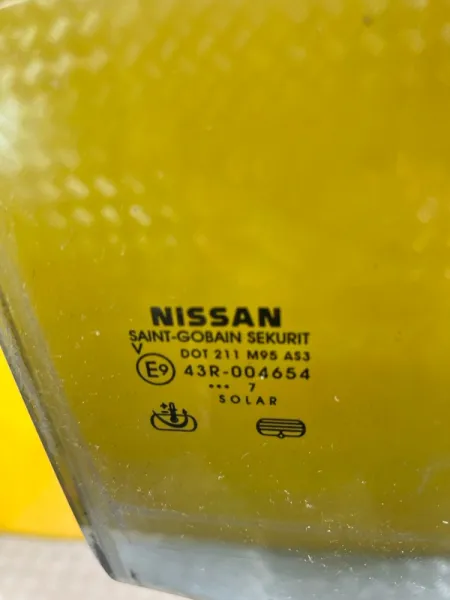 NISSAN
SAINT-GOBAIN SEKURIT
V
DOT 211 M95 AS3
E9 43R-004654
••• 7
SOLAR